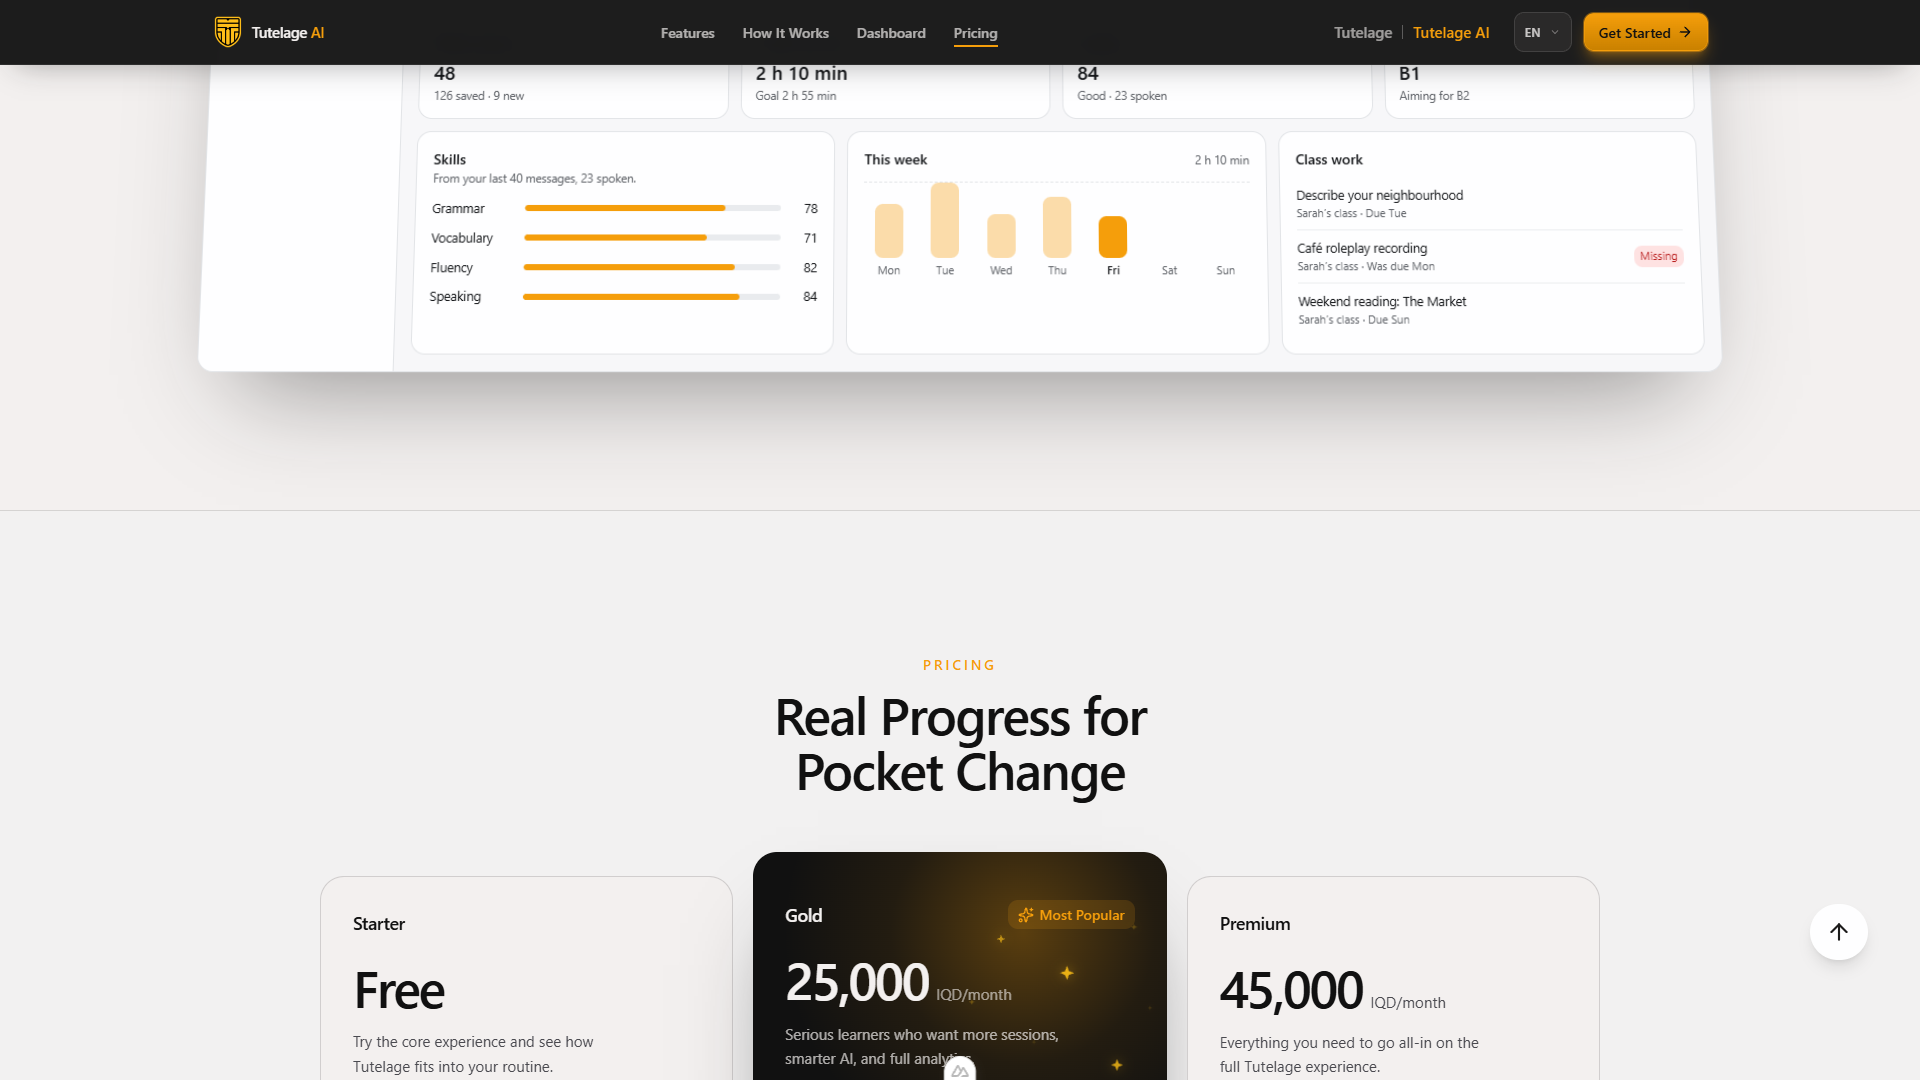 Tutelage AI
Features
How It Works
Dashboard
Pricing
Tutelage
Tutelage AI
EN
Get Started
48
126 saved · 9 new
2 h 10 min
Goal 2 h 55 min
84
Good · 23 spoken
B1
Aiming for B2
Skills
From your last 40 messages, 23 spoken.
Grammar 78
Vocabulary 71
Fluency 82
Speaking 84
This week 2 h 10 min
Mon Tue Wed Thu Fri Sat Sun
Class work
Describe your neighbourhood
Sarah's class · Due Tue
Café roleplay recording
Sarah's class · Was due Mon
Missing
Weekend reading: The Market
Sarah's class · Due Sun
PRICING
Real Progress for
Pocket Change
Starter
Free
Try the core experience and see how
Tutelage fits into your routine.
Gold
Most Popular
25,000 IQD/month
Serious learners who want more sessions,
smarter AI, and full analytics.
Premium
45,000 IQD/month
Everything you need to go all-in on the
full Tutelage experience.